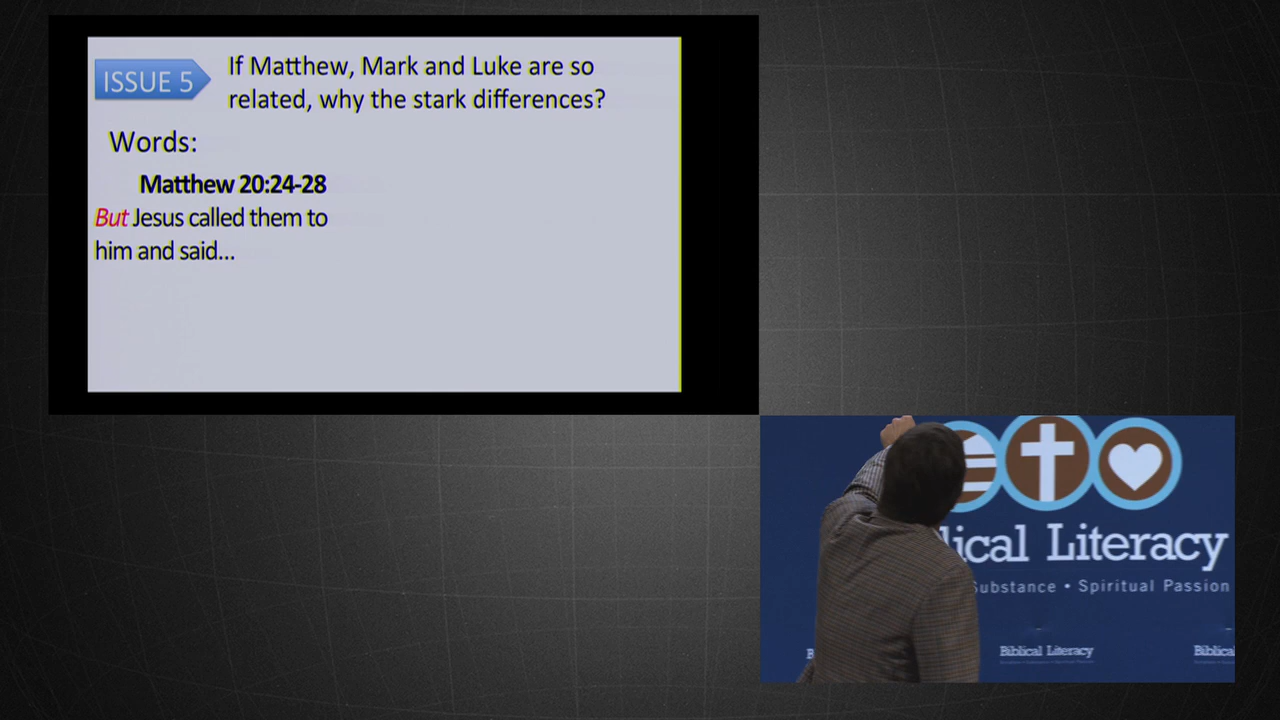 ISSUE 5
If Matthew, Mark and Luke are so
related, why the stark differences?
Words:
Matthew 20:24-28
But Jesus called them to
him and said...
Literacy
Substance • Spiritual Passion
Biblical Literacy